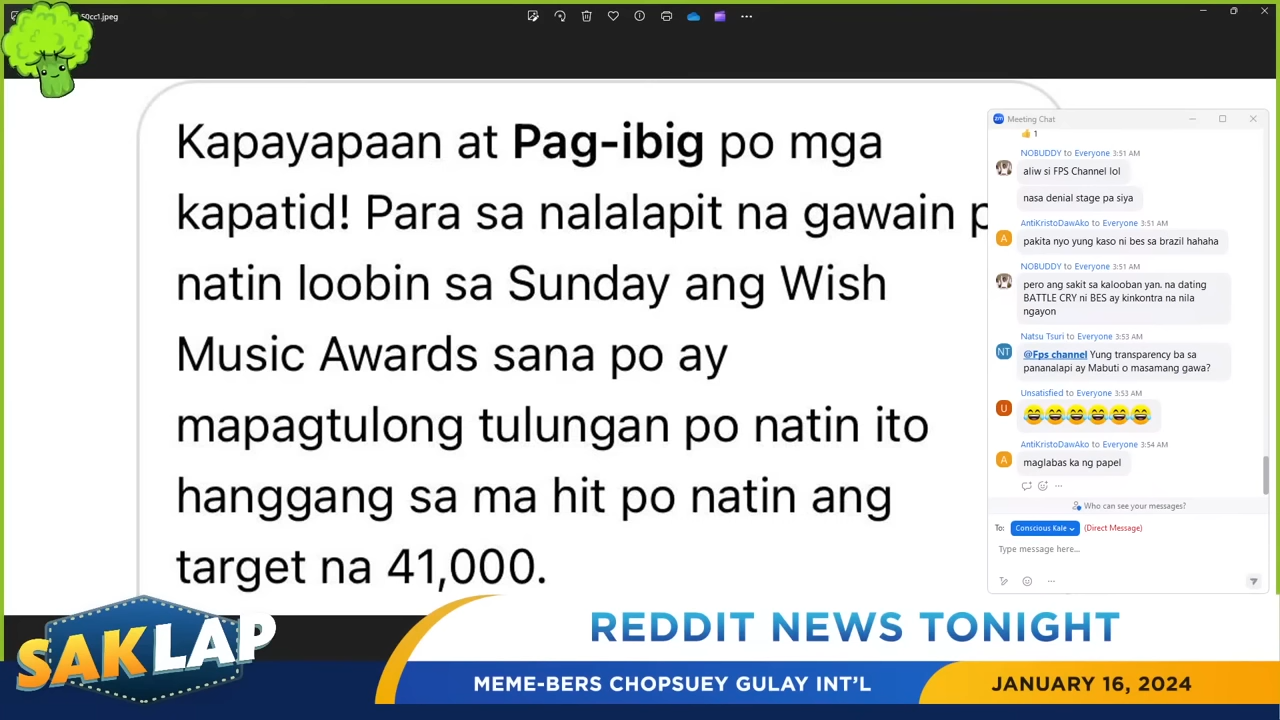 50cc1.jpeg
Kapayapaan at Pag-ibig po mga
kapatid! Para sa nalalapit na gawain p
natin loobin sa Sunday ang Wish
Music Awards sana po ay
mapagtulong tulungan po natin ito
hanggang sa ma hit po natin ang
target na 41,000.
zm Meeting Chat
👍 1
NOBUDDY to Everyone 3:51 AM
aliw si FPS Channel lol
nasa denial stage pa siya
AntiKristoDawAko to Everyone 3:51 AM
A
pakita nyo yung kaso ni bes sa brazil hahaha
NOBUDDY to Everyone 3:51 AM
pero ang sakit sa kalooban yan. na dating
BATTLE CRY ni BES ay kinkontra na nila
ngayon
Natsu Tsuri to Everyone 3:53 AM
NT
@Fps channel Yung transparency ba sa
pananalapi ay Mabuti o masamang gawa?
Unsatisfied to Everyone 3:53 AM
U
😂😂😂😂😂😂
AntiKristoDawAko to Everyone 3:54 AM
A
maglabas ka ng papel
Who can see your messages?
To: Conscious Kale (Direct Message)
Type message here...
SAKLAP
REDDIT NEWS TONIGHT
MEME-BERS CHOPSUEY GULAY INT'L
JANUARY 16, 2024